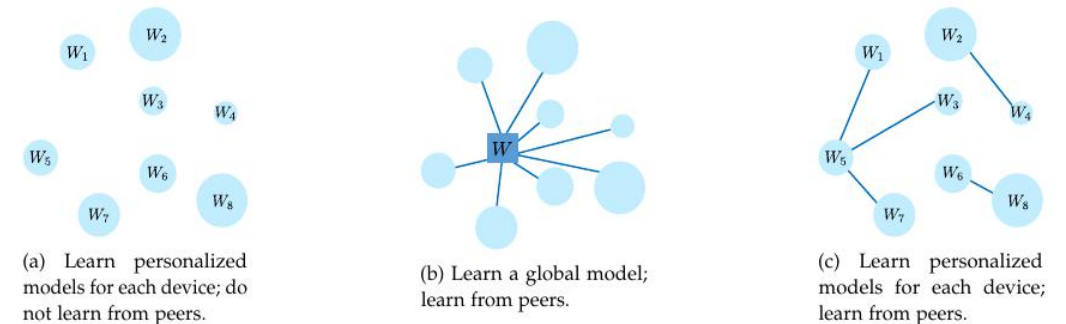 W₁
W₂
W₃
W₄
W₅
W₆
W₇
W₈
(a) Learn personalized
models for each device; do
not learn from peers.
W
(b) Learn a global model;
learn from peers.
W₁
W₂
W₃
W₄
W₅
W₆
W₇
W₈
(c) Learn personalized
models for each device;
learn from peers.